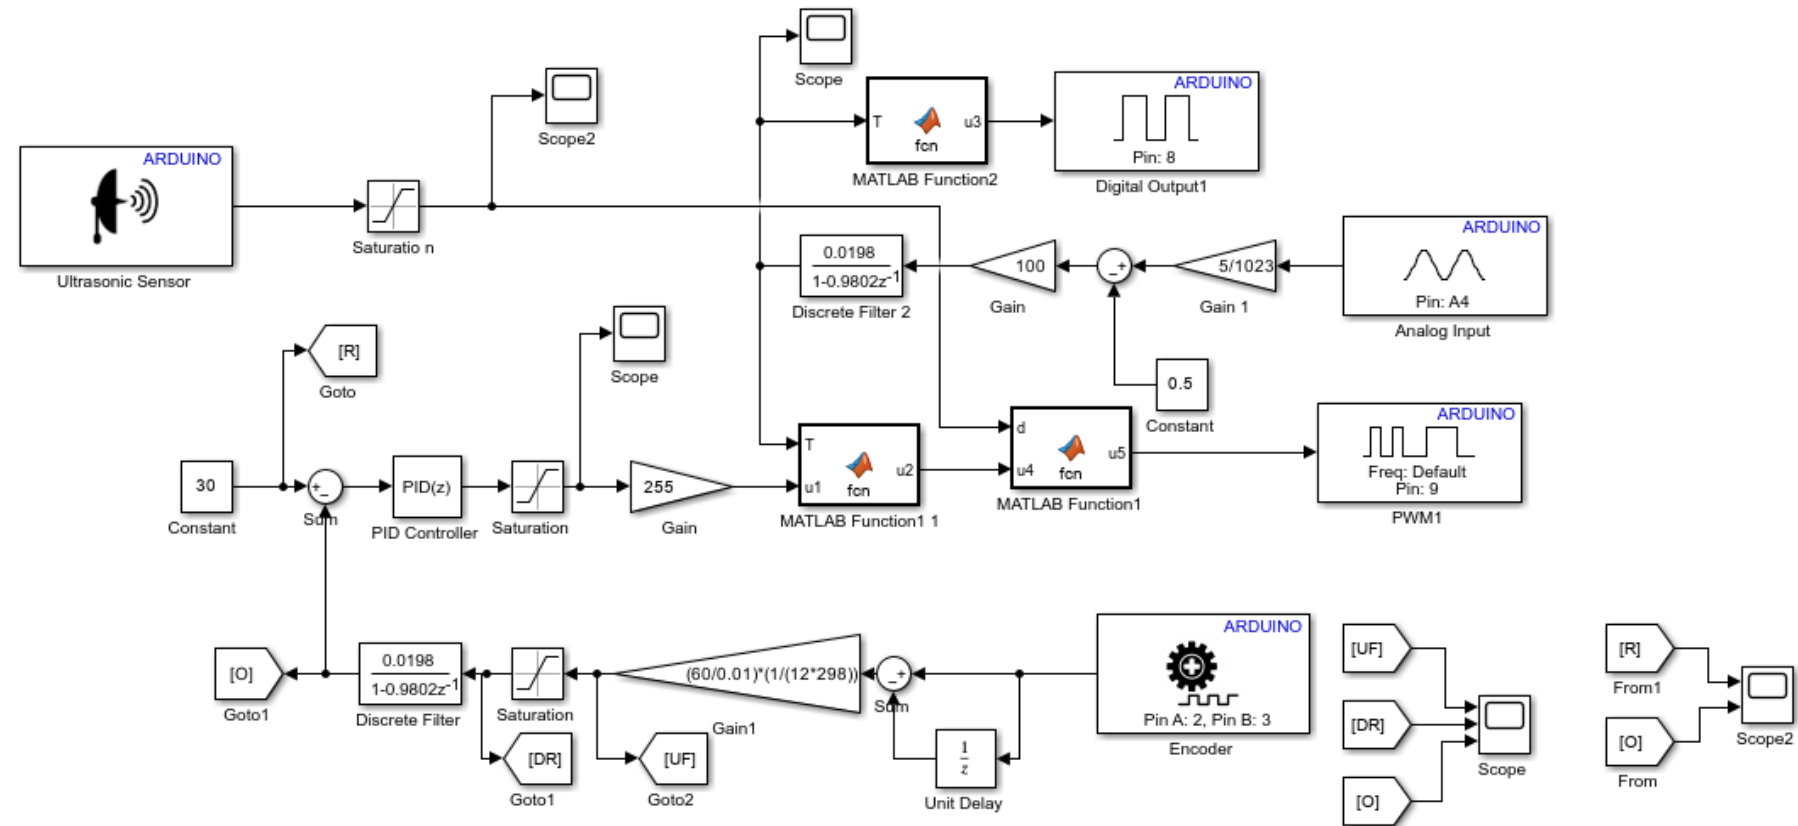 Scope
ARDUINO
T
fcn
u3
MATLAB Function2
Pin: 8
Digital Output1
Scope2
ARDUINO
Ultrasonic Sensor
Saturatio n
0.0198
1-0.9802z-1
Discrete Filter 2
100
Gain
-+
5/1023
Gain 1
ARDUINO
Pin: A4
Analog Input
0.5
Constant
[R]
Goto
Scope
30
Constant
+-
Sum
PID(z)
PID Controller
Saturation
255
Gain
T
u1
fcn
u2
MATLAB Function1 1
d
u4
fcn
u5
MATLAB Function1
ARDUINO
Freq: Default
Pin: 9
PWM1
[O]
Goto1
0.0198
1-0.9802z-1
Discrete Filter
Saturation
[DR]
Goto1
(60/0.01)*(1/(12*298))
Gain1
[UF]
Goto2
-+
Sum
1
z
Unit Delay
ARDUINO
Pin A: 2, Pin B: 3
Encoder
[UF]
[DR]
[O]
Scope
[R]
From1
[O]
From
Scope2